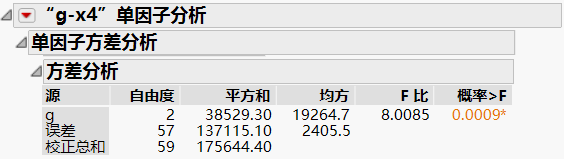 “g-x4”单因子分析
单因子方差分析
方差分析
源 自由度 平方和 均方 F 比 概率>F
g 2 38529.30 19264.7 8.0085 0.0009*
误差 57 137115.10 2405.5
校正总和 59 175644.40